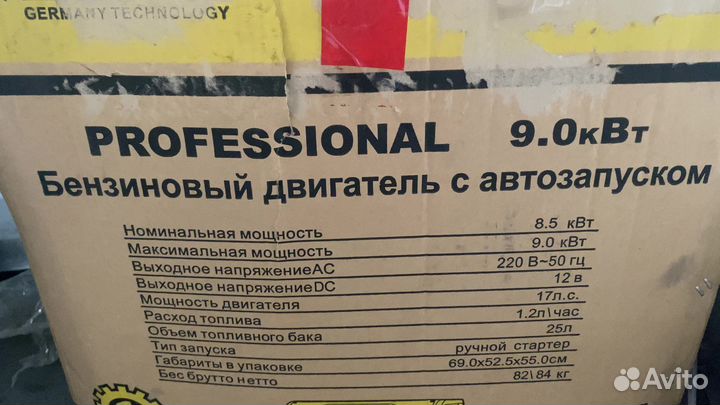 GERMANY TECHNOLOGY
PROFESSIONAL 9.0кВт
Бензиновый двигатель с автозапуском
Номинальная мощность 8.5 кВт
Максимальная мощность 9.0 кВт
Выходное напряжениеAC 220 В~50 гц
Выходное напряжениеDC 12 в
Мощность двигателя 17л.с.
Расход топлива 1.2л\час
Объем топливного бака 25л
Тип запуска ручной стартер
Габариты в упаковке 69.0x52.5x55.0см
Бес брутто нетто 82\84 кг
Avito